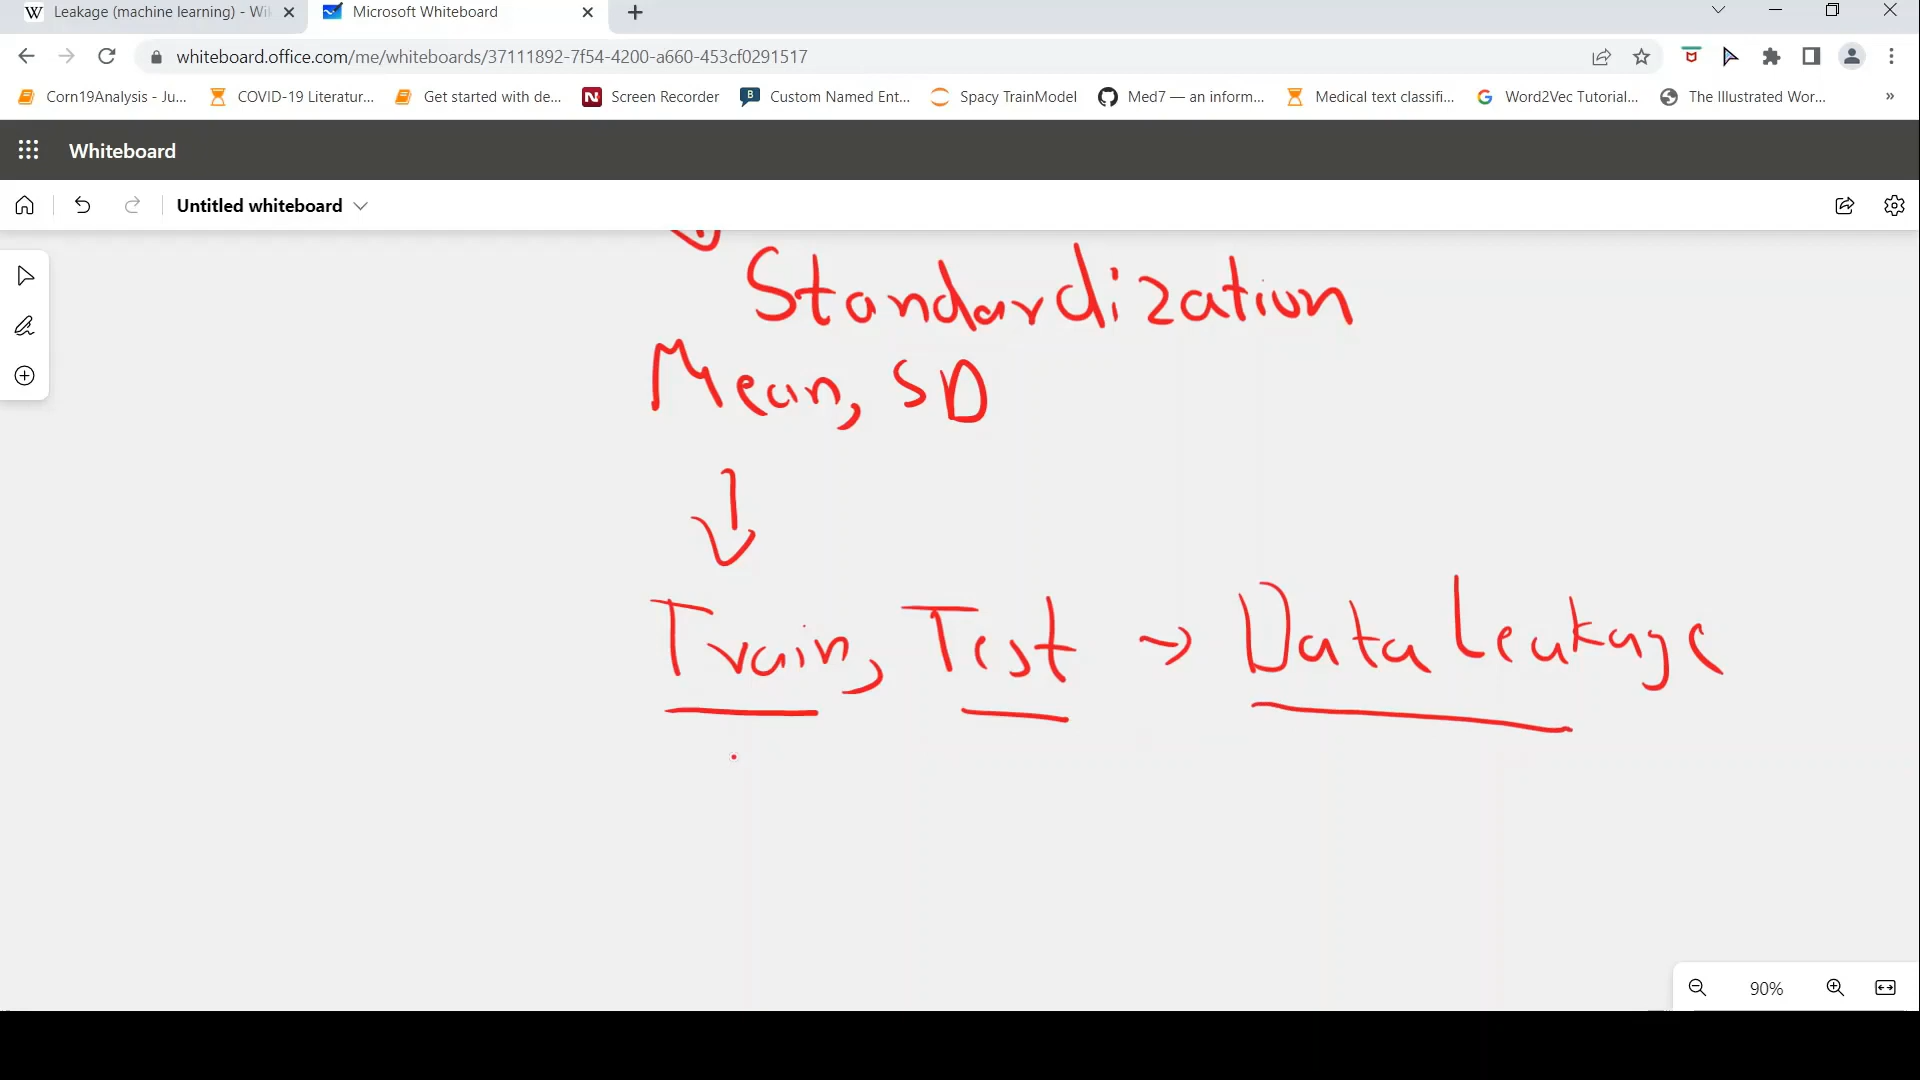 Leakage (machine learning) - Wi
Microsoft Whiteboard
whiteboard.office.com/me/whiteboards/37111892-7f54-4200-a660-453cf0291517
Corn19Analysis - Ju...
COVID-19 Literatur...
Get started with de...
Screen Recorder
Custom Named Ent...
Spacy TrainModel
Med7 — an inform...
Medical text classifi...
Word2Vec Tutorial...
The Illustrated Wor...
Whiteboard
Untitled whiteboard
Standardization
Mean, SD
Train, Test → Data Leakage
90%